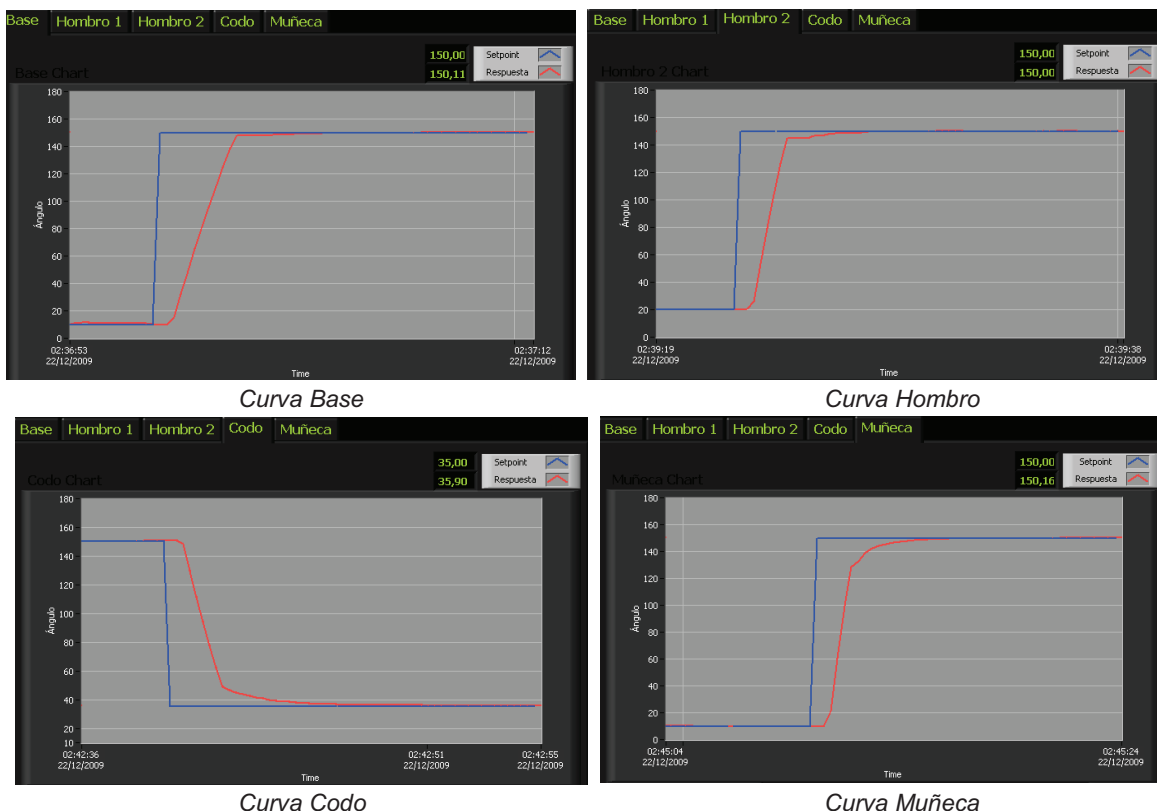 Base Hombro 1 Hombro 2 Codo Muñeca
150,00 Setpoint
150,11 Respuesta
Base Chart
180
160
140
120
100
80
60
40
20
0
Ángulo
02:36:53 02:37:12
22/12/2009 22/12/2009
Time
Curva Base
Base Hombro 1 Hombro 2 Codo Muñeca
150,00 Setpoint
150,00 Respuesta
Hombro 2 Chart
180
160
140
120
100
80
60
40
20
0
Ángulo
02:39:19 02:39:38
22/12/2009 22/12/2009
Time
Curva Hombro
Base Hombro 1 Hombro 2 Codo Muñeca
35,00 Setpoint
35,90 Respuesta
Codo Chart
180
160
140
120
100
80
60
40
20
10
Ángulo
02:42:36 02:42:51 02:42:55
22/12/2009 22/12/2009 22/12/2009
Time
Curva Codo
Base Hombro 1 Hombro 2 Codo Muñeca
150,00 Setpoint
150,16 Respuesta
Muñeca Chart
180
160
140
120
100
80
60
40
20
0
Ángulo
02:45:04 02:45:24
22/12/2009 22/12/2009
Time
Curva Muñeca